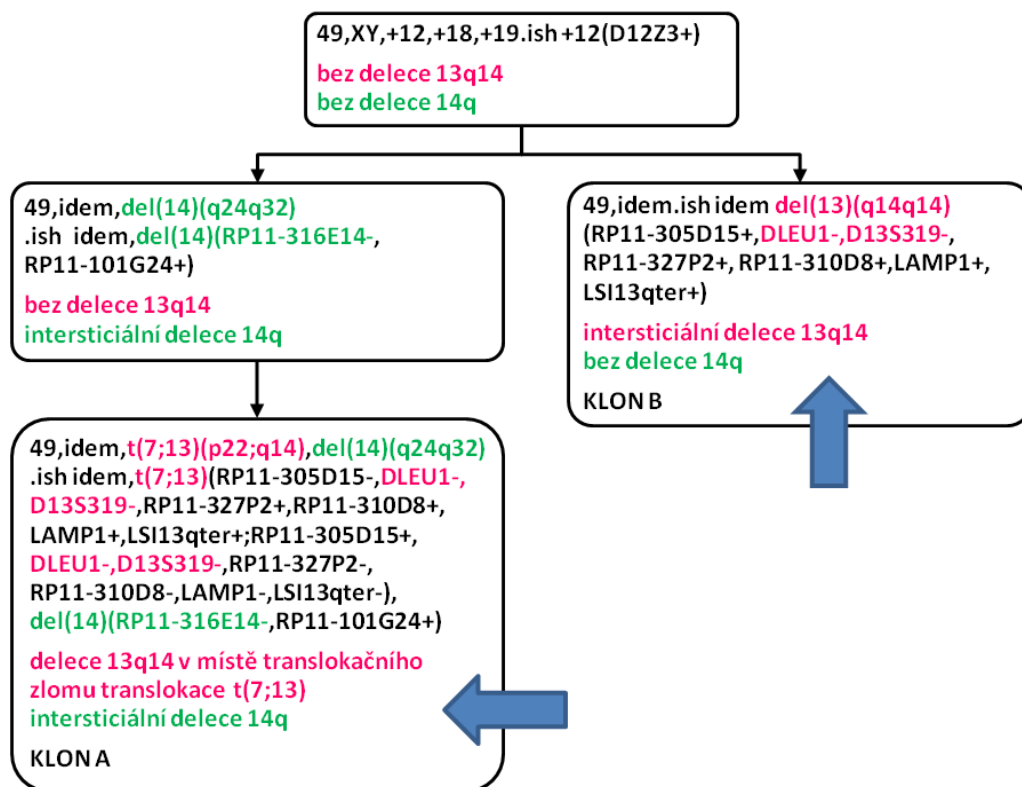 49,XY,+12,+18,+19.ish +12(D12Z3+)
bez delece 13q14
bez delece 14q
49,idem,del(14)(q24q32)
.ish idem,del(14)(RP11-316E14-,
RP11-101G24+)
bez delece 13q14
intersticiální delece 14q
49,idem.ish idem del(13)(q14q14)
(RP11-305D15+,DLEU1-,D13S319-,
RP11-327P2+, RP11-310D8+,LAMP1+,
LSI13qter+)
intersticiální delece 13q14
bez delece 14q
KLON B
49,idem,t(7;13)(p22;q14),del(14)(q24q32)
.ish idem,t(7;13)(RP11-305D15-,DLEU1-,
D13S319-,RP11-327P2+,RP11-310D8+,
LAMP1+,LSI13qter+;RP11-305D15+,
DLEU1-,D13S319-,RP11-327P2-,
RP11-310D8-,LAMP1-,LSI13qter-),
del(14)(RP11-316E14-,RP11-101G24+)
delece 13q14 v místě translokačního
zlomu translokace t(7;13)
intersticiální delece 14q
KLON A